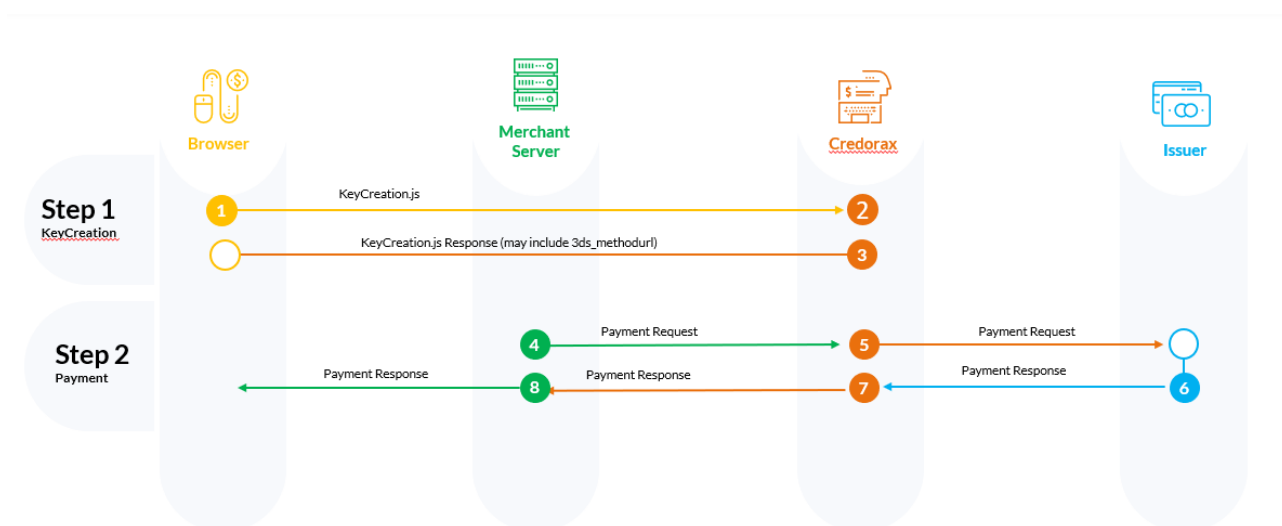 Browser
Merchant
Server
Credorax
Issuer
Step 1
KeyCreation
1
KeyCreation.js
2
KeyCreation.js Response (may include 3ds_methodurl)
3
Step 2
Payment
4
Payment Request
5
Payment Request
Payment Response
8
Payment Response
7
Payment Response
6